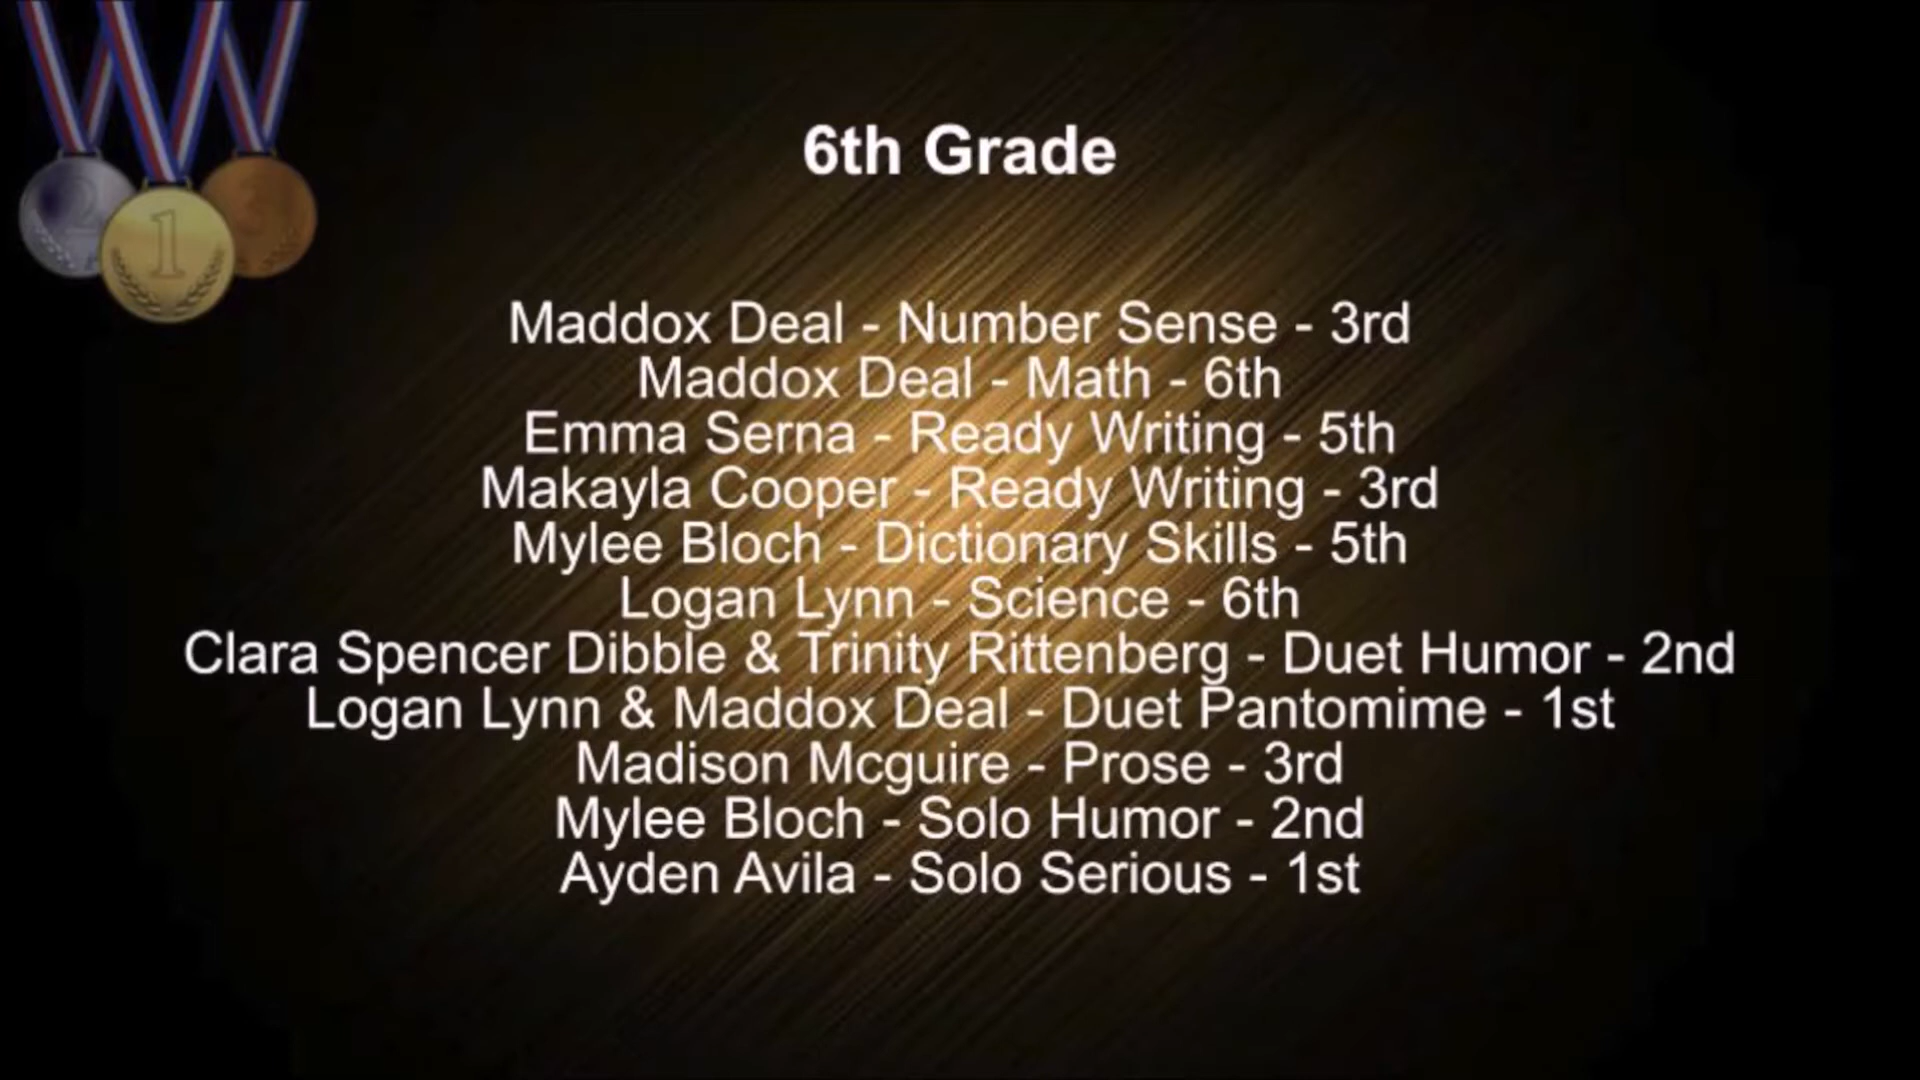 6th Grade
Maddox Deal - Number Sense - 3rd
Maddox Deal - Math - 6th
Emma Serna - Ready Writing - 5th
Makayla Cooper - Ready Writing - 3rd
Mylee Bloch - Dictionary Skills - 5th
Logan Lynn - Science - 6th
Clara Spencer Dibble & Trinity Rittenberg - Duet Humor - 2nd
Logan Lynn & Maddox Deal - Duet Pantomime - 1st
Madison Mcguire - Prose - 3rd
Mylee Bloch - Solo Humor - 2nd
Ayden Avila - Solo Serious - 1st
2
1
3